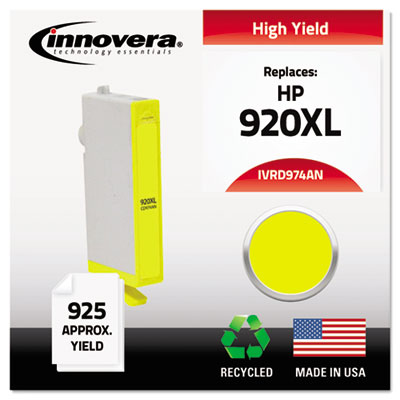 innovera
technology essentials
High Yield
Replaces:
HP
920XL
IVRD974AN
920XL
925
APPROX.
YIELD
RECYCLED
MADE IN USA